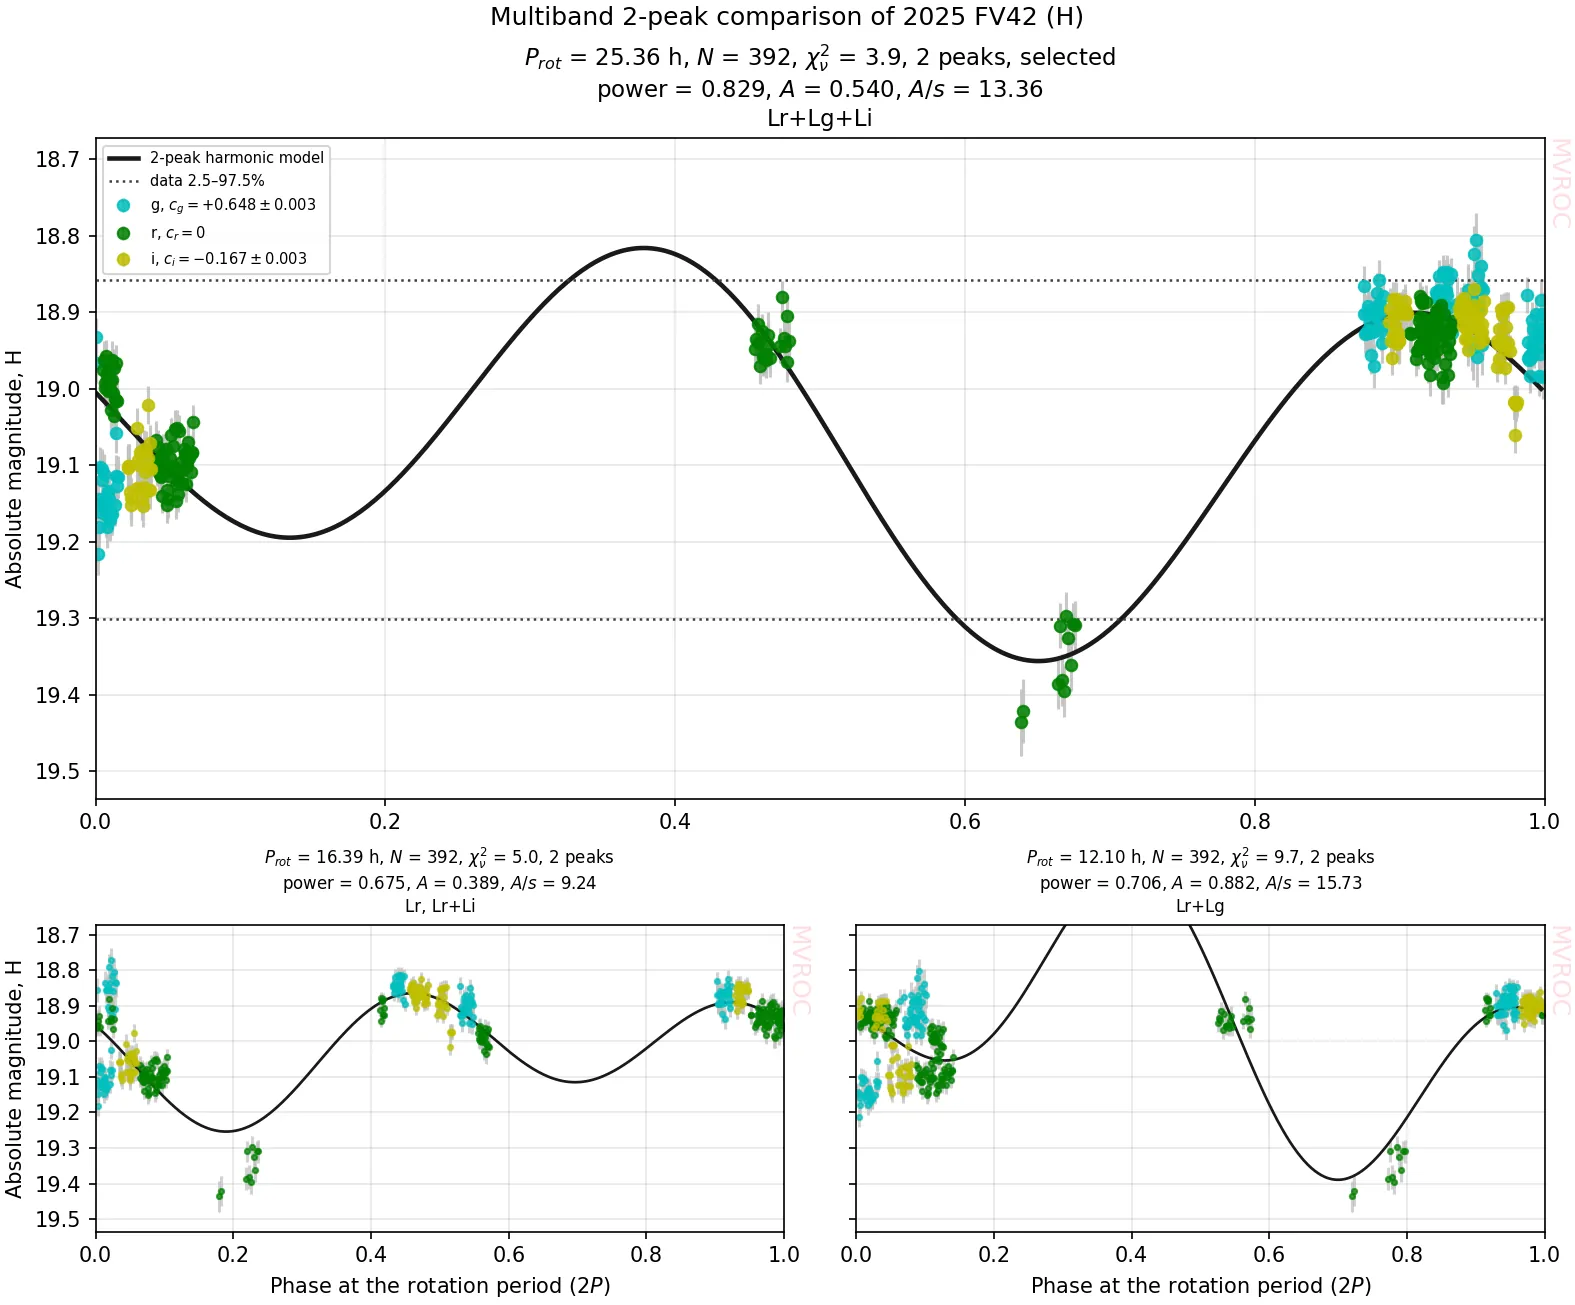 Multiband 2-peak comparison of 2025 FV42 (H)
P_rot = 25.36 h, N = 392, χ²_ν = 3.9, 2 peaks, selected
power = 0.829, A = 0.540, A/s = 13.36
Lr+Lg+Li
2-peak harmonic model
data 2.5–97.5%
g, c_g = +0.648 ± 0.003
r, c_r = 0
i, c_i = −0.167 ± 0.003
MVROC
Absolute magnitude, H
18.7
18.8
18.9
19.0
19.1
19.2
19.3
19.4
19.5
0.0 0.2 0.4 0.6 0.8 1.0
P_rot = 16.39 h, N = 392, χ²_ν = 5.0, 2 peaks
power = 0.675, A = 0.389, A/s = 9.24
Lr, Lr+Li
MVROC
Absolute magnitude, H
18.7
18.8
18.9
19.0
19.1
19.2
19.3
19.4
19.5
0.0 0.2 0.4 0.6 0.8 1.0
Phase at the rotation period (2P)
P_rot = 12.10 h, N = 392, χ²_ν = 9.7, 2 peaks
power = 0.706, A = 0.882, A/s = 15.73
Lr+Lg
MVROC
0.0 0.2 0.4 0.6 0.8 1.0
Phase at the rotation period (2P)